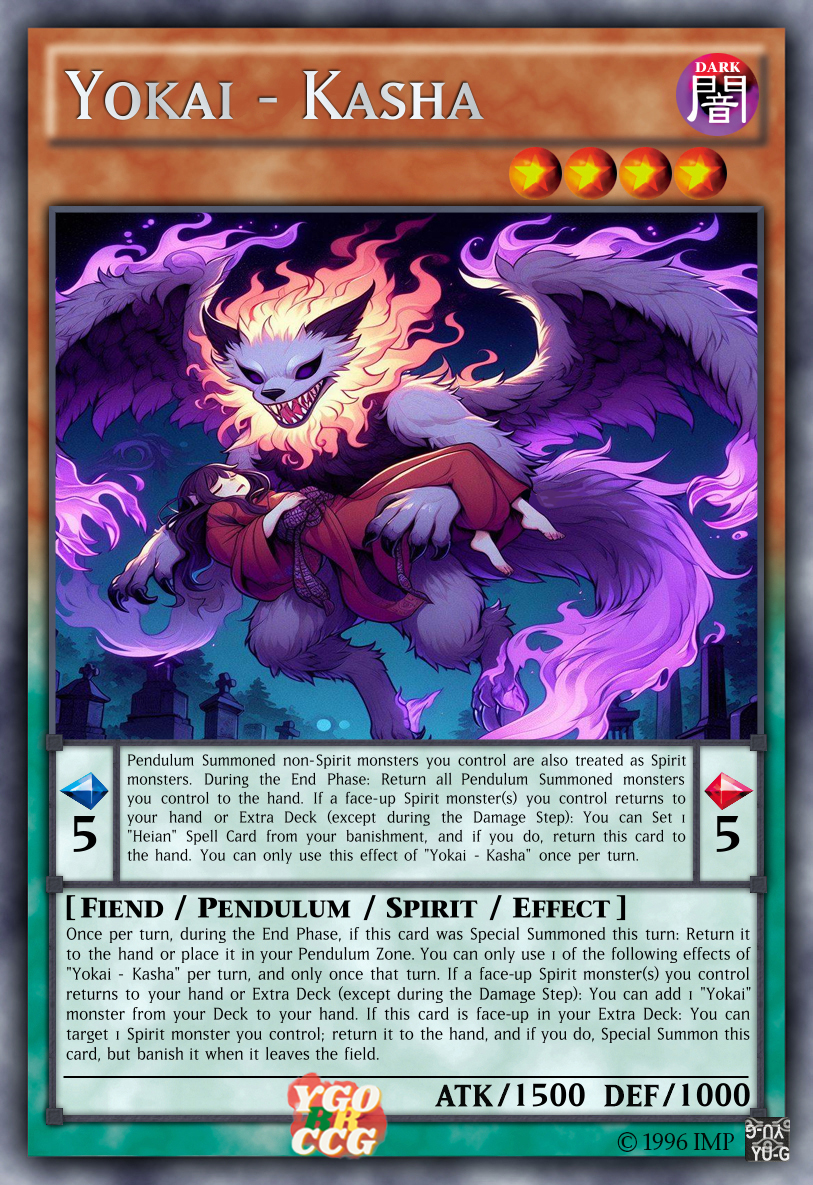 Yokai - Kasha
DARK
闇
Pendulum Summoned non-Spirit monsters you control are also treated as Spirit
monsters. During the End Phase: Return all Pendulum Summoned monsters
you control to the hand. If a face-up Spirit monster(s) you control returns to
your hand or Extra Deck (except during the Damage Step): You can Set 1
"Heian" Spell Card from your banishment, and if you do, return this card to
the hand. You can only use this effect of "Yokai - Kasha" once per turn.
5
5
[ Fiend / Pendulum / Spirit / Effect ]
Once per turn, during the End Phase, if this card was Special Summoned this turn: Return it
to the hand or place it in your Pendulum Zone. You can only use 1 of the following effects of
"Yokai - Kasha" per turn, and only once that turn. If a face-up Spirit monster(s) you control
returns to your hand or Extra Deck (except during the Damage Step): You can add 1 "Yokai"
monster from your Deck to your hand. If this card is face-up in your Extra Deck: You can
target 1 Spirit monster you control; return it to the hand, and if you do, Special Summon this
card, but banish it when it leaves the field.
ATK/1500 DEF/1000
YGO
CCG
© 1996 IMP
YU-G